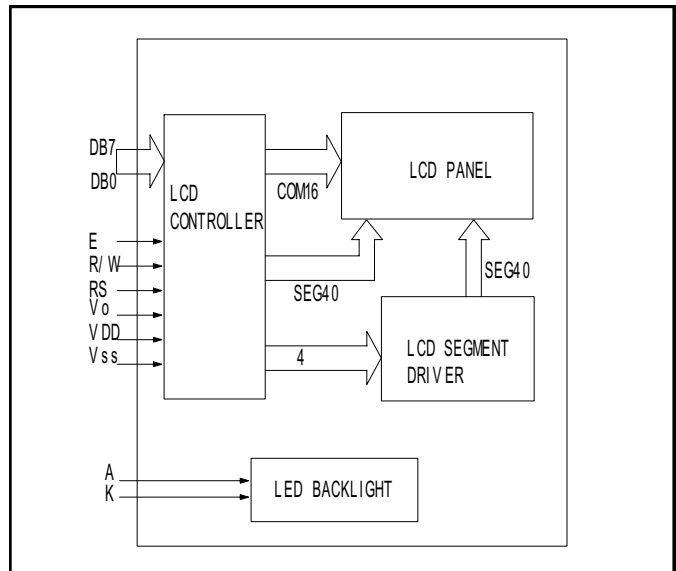 DB7
DB0
E
R/W
RS
Vo
VDD
Vss
LCD
CONTROLLER
COM16
SEG40
4
LCD PANEL
SEG40
LCD SEGMENT
DRIVER
A
K
LED BACKLIGHT